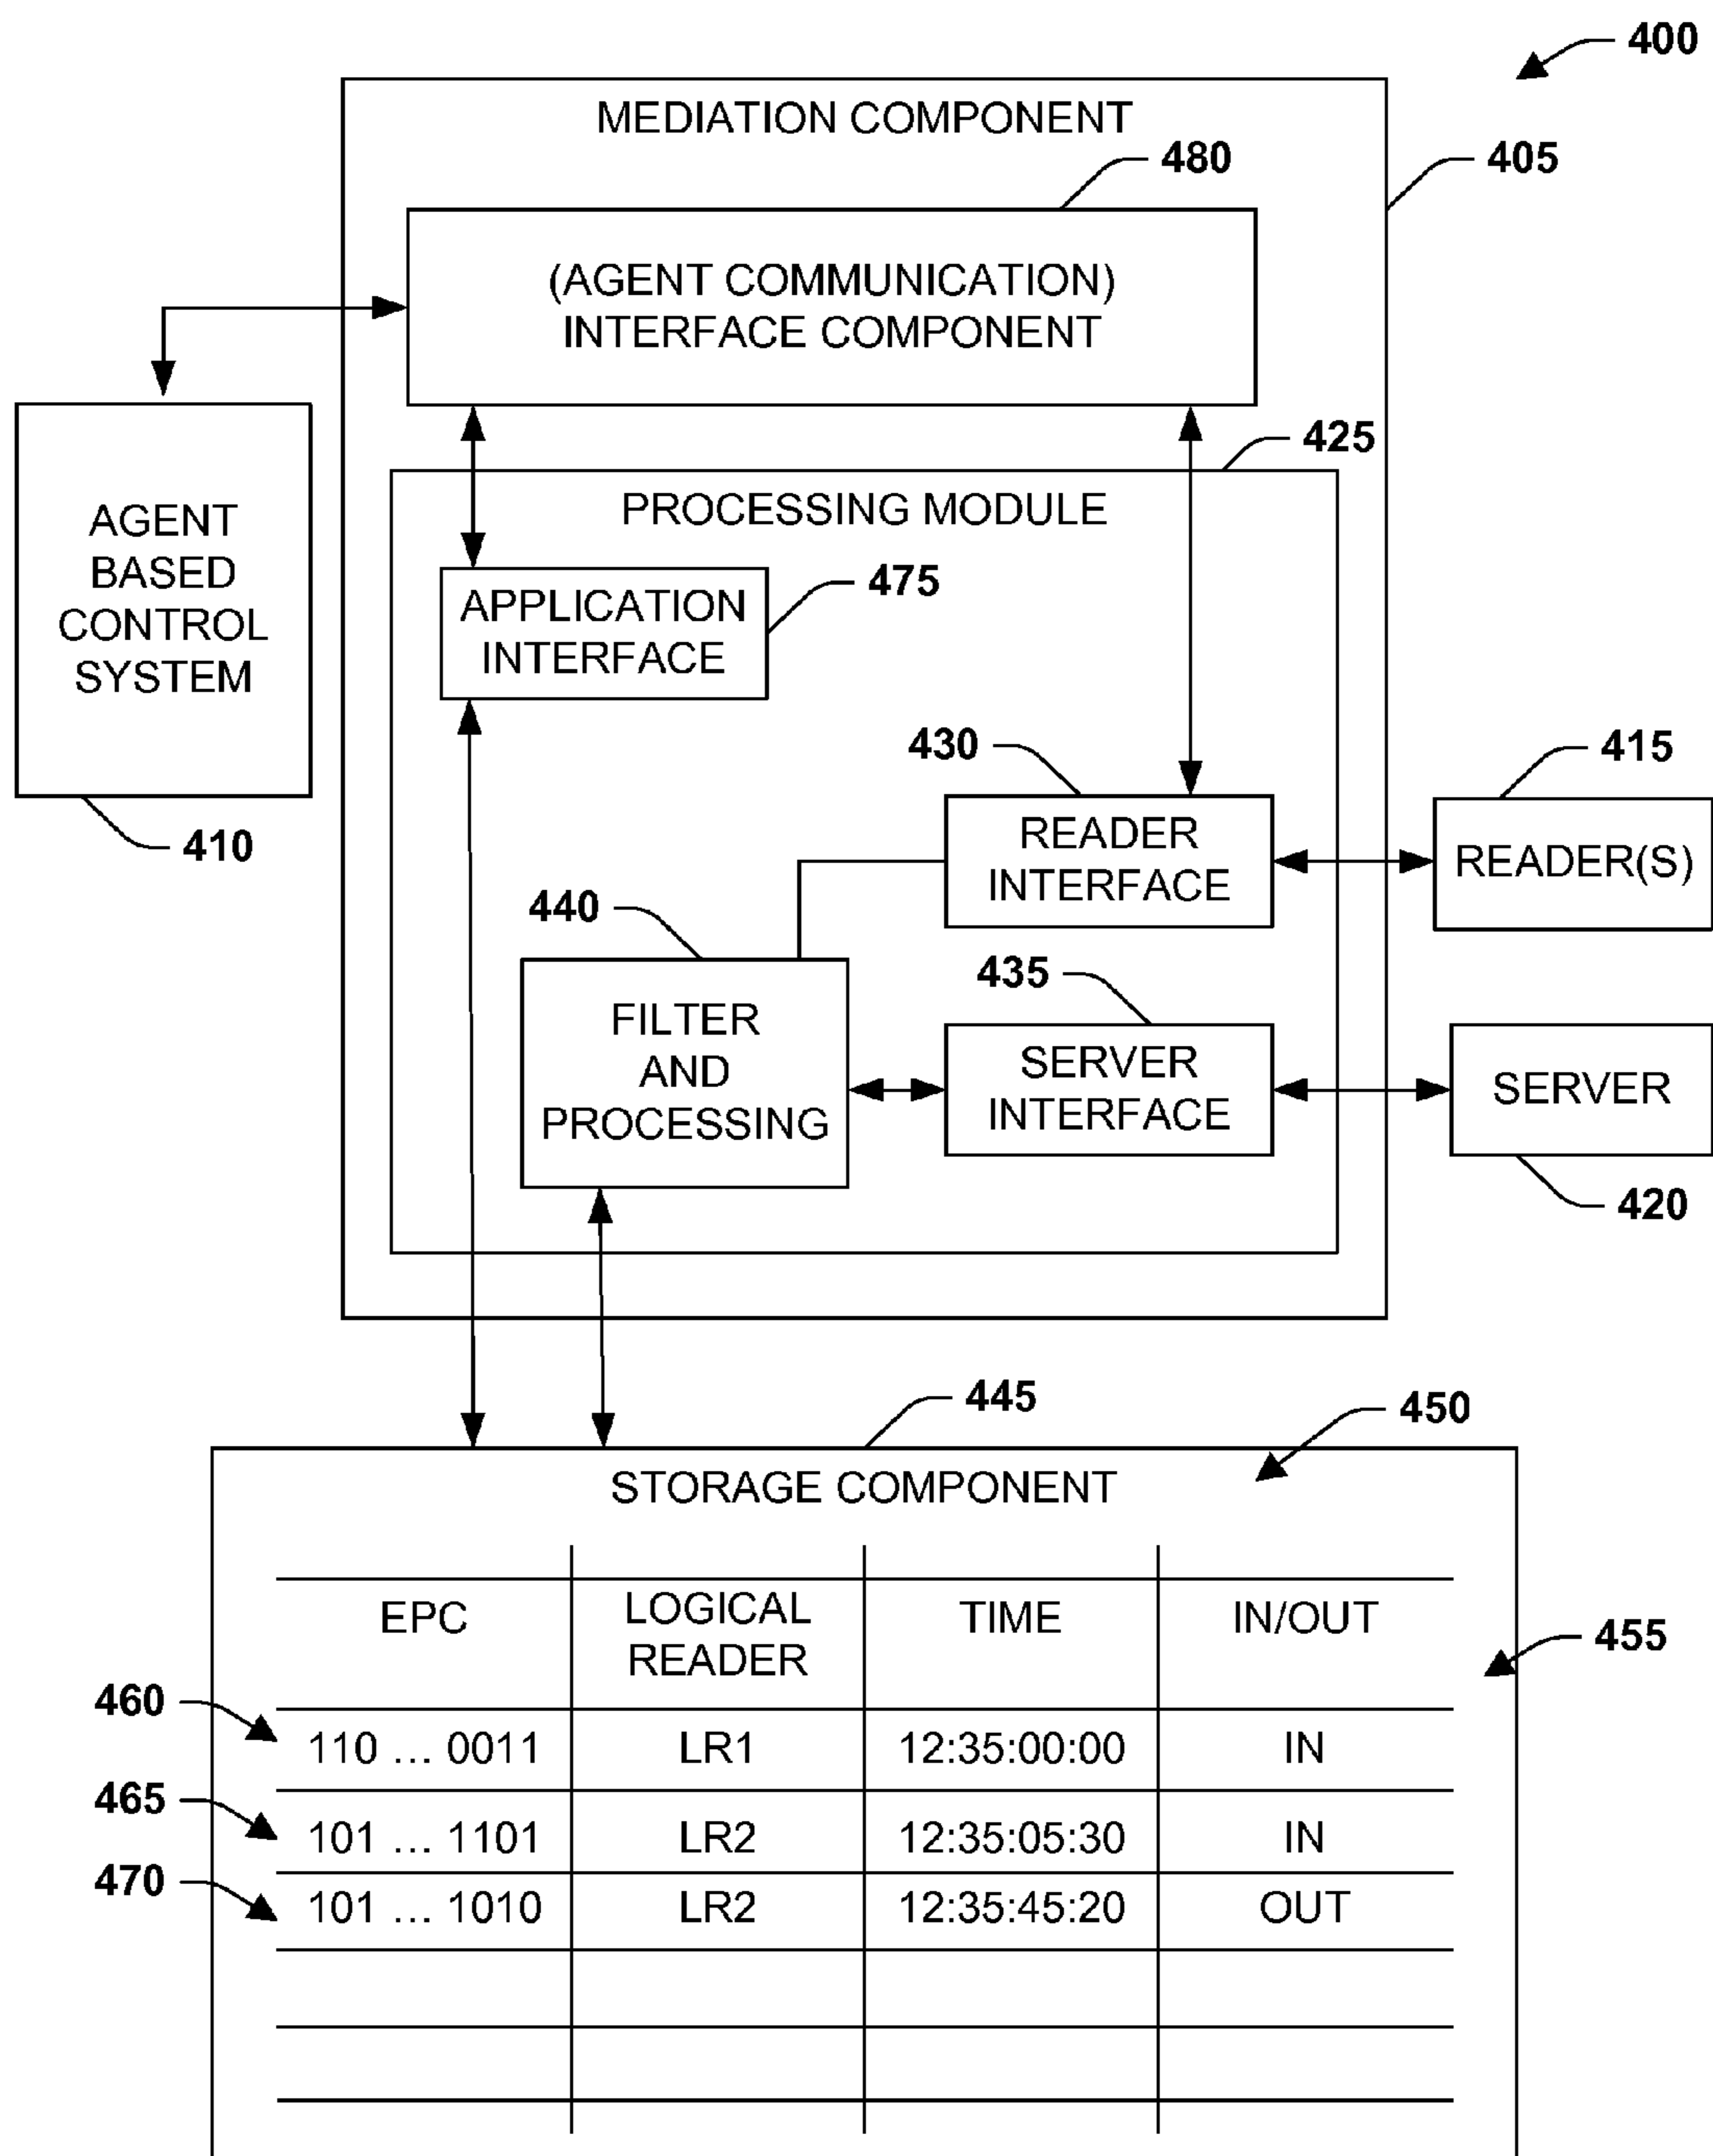 400
MEDIATION COMPONENT
480
405
(AGENT COMMUNICATION)
INTERFACE COMPONENT
425
PROCESSING MODULE
AGENT
BASED
CONTROL
SYSTEM
410
475
APPLICATION
INTERFACE
430
READER
INTERFACE
415
READER(S)
440
FILTER
AND
PROCESSING
435
SERVER
INTERFACE
SERVER
420
445
450
STORAGE COMPONENT
455
EPC
LOGICAL
READER
TIME
IN/OUT
460
110 ... 0011
LR1
12:35:00:00
IN
465
101 ... 1101
LR2
12:35:05:30
IN
470
101 ... 1010
LR2
12:35:45:20
OUT